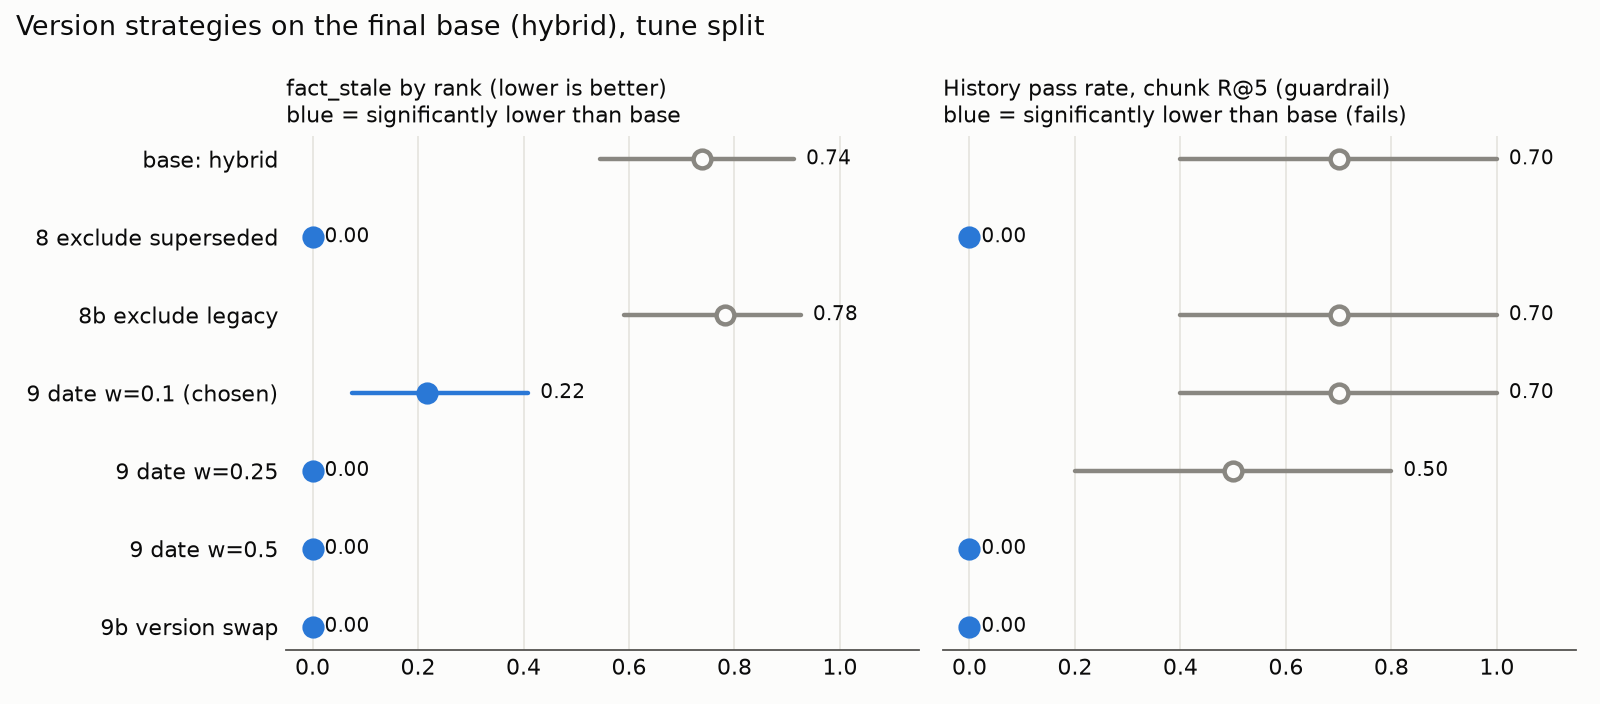 Version strategies on the final base (hybrid), tune split
fact_stale by rank (lower is better)
blue = significantly lower than base
History pass rate, chunk R@5 (guardrail)
blue = significantly lower than base (fails)
base: hybrid 0.74 0.70
8 exclude superseded 0.00 0.00
8b exclude legacy 0.78 0.70
9 date w=0.1 (chosen) 0.22 0.70
9 date w=0.25 0.00 0.50
9 date w=0.5 0.00 0.00
9b version swap 0.00 0.00
0.0 0.2 0.4 0.6 0.8 1.0
0.0 0.2 0.4 0.6 0.8 1.0